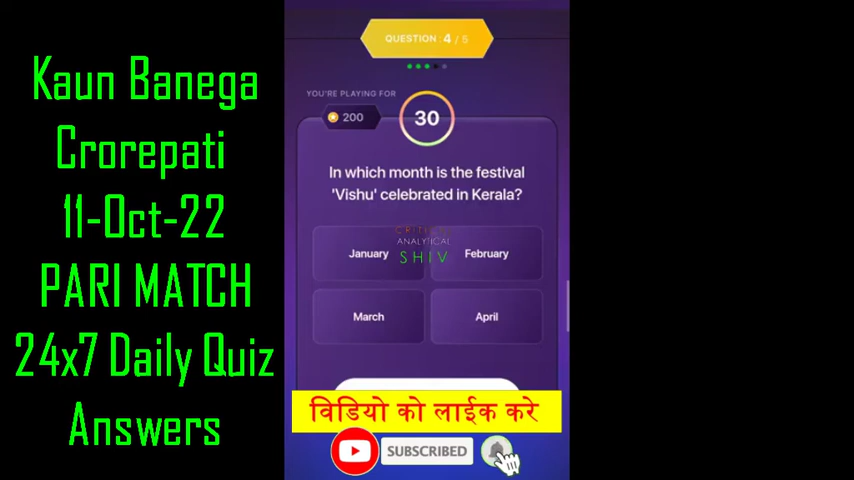 Kaun Banega
Crorepati
11-Oct-22
PARI MATCH
24x7 Daily Quiz
Answers
QUESTION : 4 / 5
YOU'RE PLAYING FOR
200
30
In which month is the festival
'Vishu' celebrated in Kerala?
CRITICAL
ANALYTICAL
SHIV
January
February
March
April
विडियो को लाईक करे
SUBSCRIBED